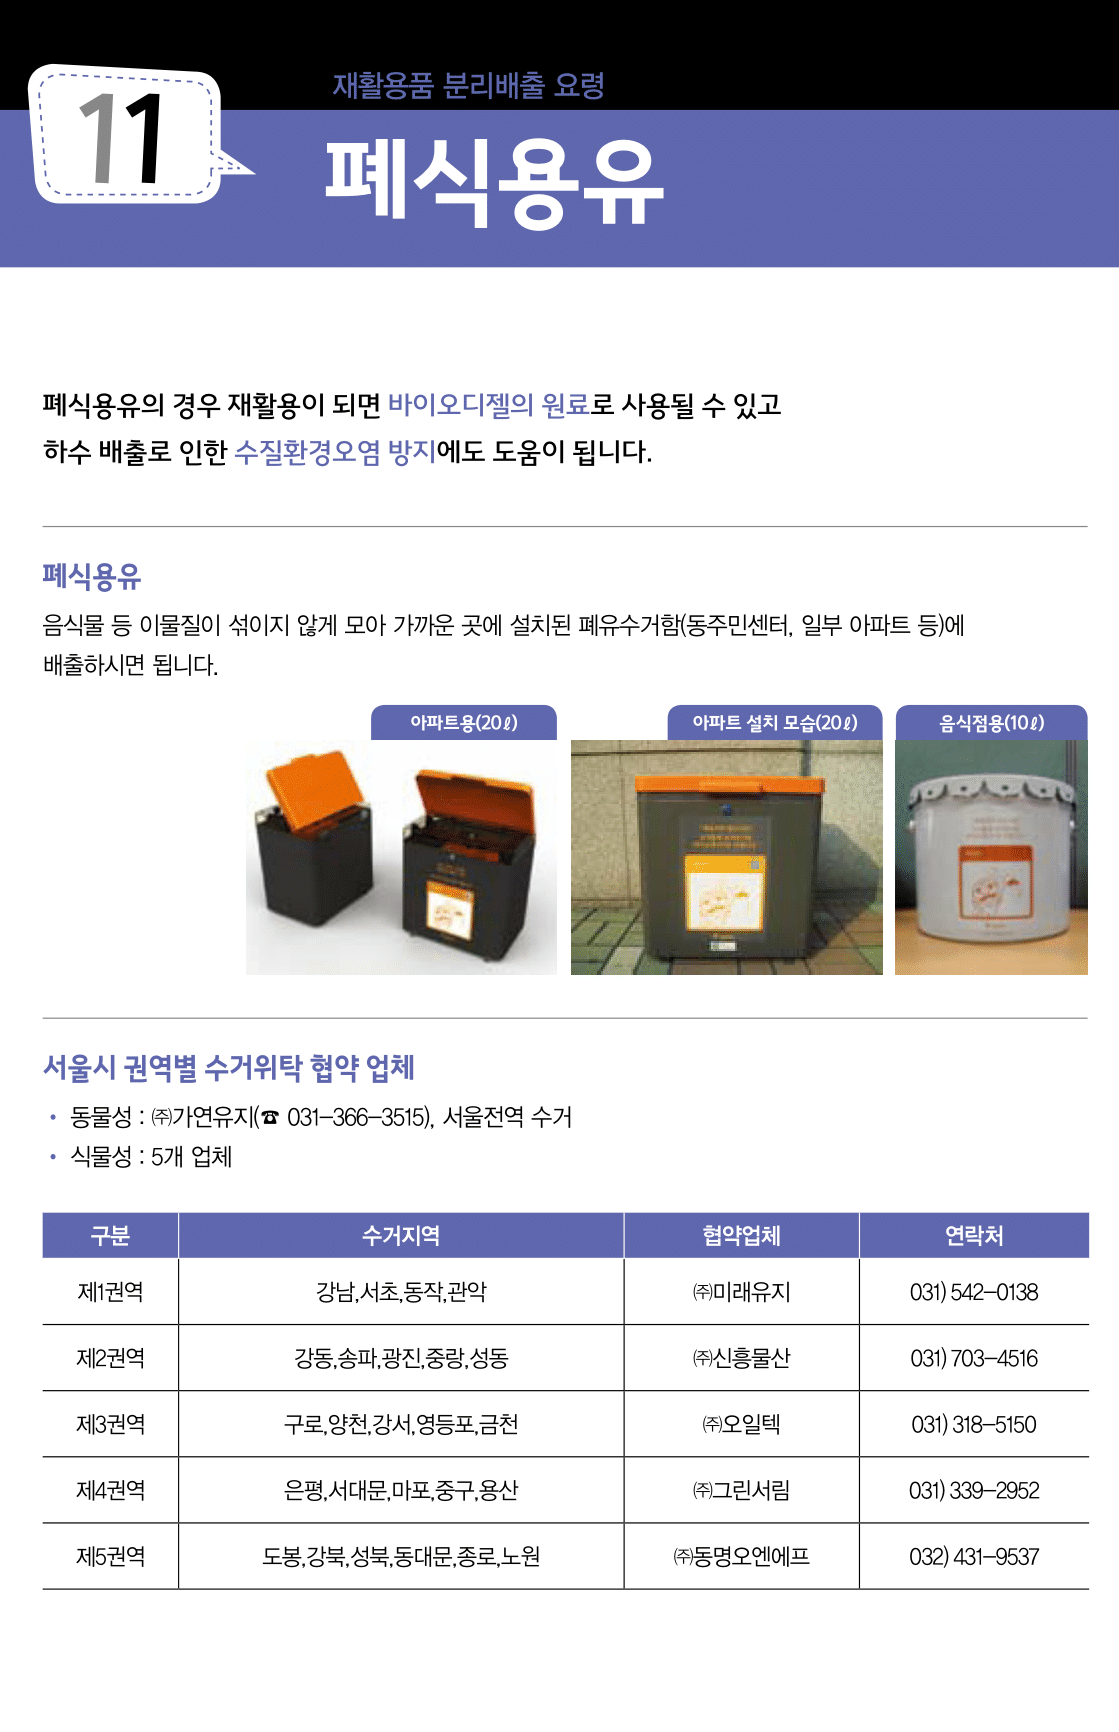 11
재활용품 분리배출 요령
폐식용유
폐식용유의 경우 재활용이 되면 바이오디젤의 원료로 사용될 수 있고
하수 배출로 인한 수질환경오염 방지에도 도움이 됩니다.
폐식용유
음식물 등 이물질이 섞이지 않게 모아 가까운 곳에 설치된 폐유수거함(동주민센터, 일부 아파트 등)에
배출하시면 됩니다.
아파트용(20ℓ)
아파트 설치 모습(20ℓ)
음식점용(10ℓ)
서울시 권역별 수거위탁 협약 업체
• 동물성 : ㈜가연유지(☎ 031-366-3515), 서울전역 수거
• 식물성 : 5개 업체
구분 수거지역 협약업체 연락처
제1권역 강남,서초,동작,관악 ㈜미래유지 031) 542-0138
제2권역 강동,송파,광진,중랑,성동 ㈜신흥물산 031) 703-4516
제3권역 구로,양천,강서,영등포,금천 ㈜오일텍 031) 318-5150
제4권역 은평,서대문,마포,중구,용산 ㈜그린서림 031) 339-2952
제5권역 도봉,강북,성북,동대문,종로,노원 ㈜동명오엔에프 032) 431-9537